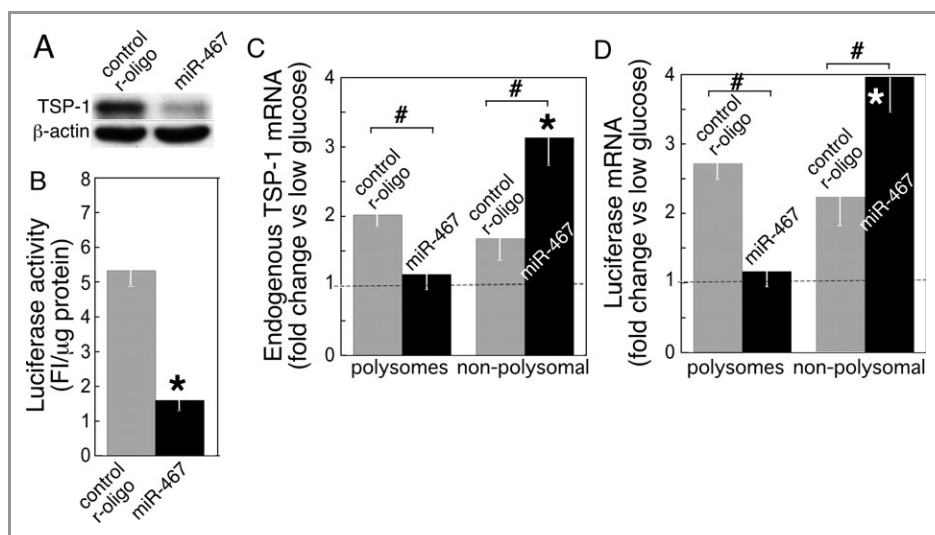 A
control
r-oligo
miR-467
TSP-1
β-actin
B
Luciferase activity
(FI/μg protein)
8
7
6
5
4
3
2
1
0
*
control
r-oligo
miR-467
C
Endogenous TSP-1 mRNA
(fold change vs low glucose)
4
3
2
1
0
#
#
control
r-oligo
miR-467
control
r-oligo
miR-467
*
polysomes
non-polysomal
D
Luciferase mRNA
(fold change vs low glucose)
4
3
2
1
0
#
#
control
r-oligo
miR-467
control
r-oligo
miR-467
*
polysomes
non-polysomal